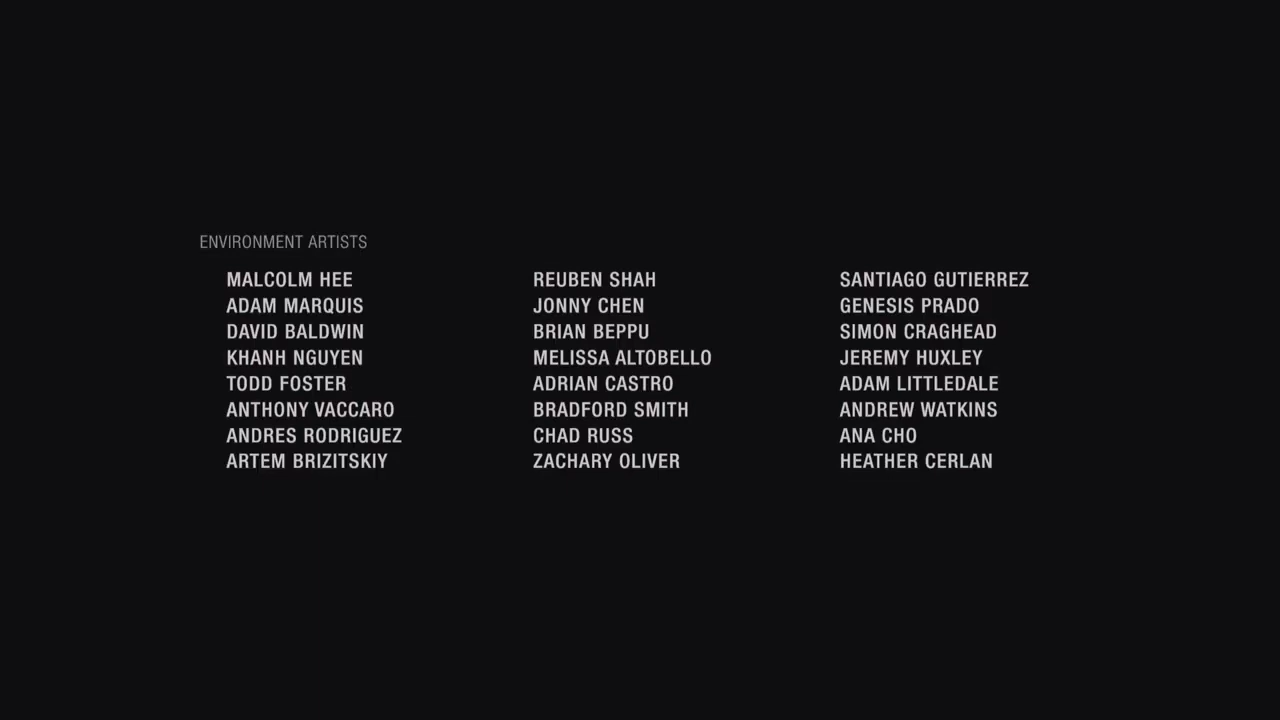 ENVIRONMENT ARTISTS
MALCOLM HEE
ADAM MARQUIS
DAVID BALDWIN
KHANH NGUYEN
TODD FOSTER
ANTHONY VACCARO
ANDRES RODRIGUEZ
ARTEM BRIZITSKIY
REUBEN SHAH
JONNY CHEN
BRIAN BEPPU
MELISSA ALTOBELLO
ADRIAN CASTRO
BRADFORD SMITH
CHAD RUSS
ZACHARY OLIVER
SANTIAGO GUTIERREZ
GENESIS PRADO
SIMON CRAGHEAD
JEREMY HUXLEY
ADAM LITTLEDALE
ANDREW WATKINS
ANA CHO
HEATHER CERLAN